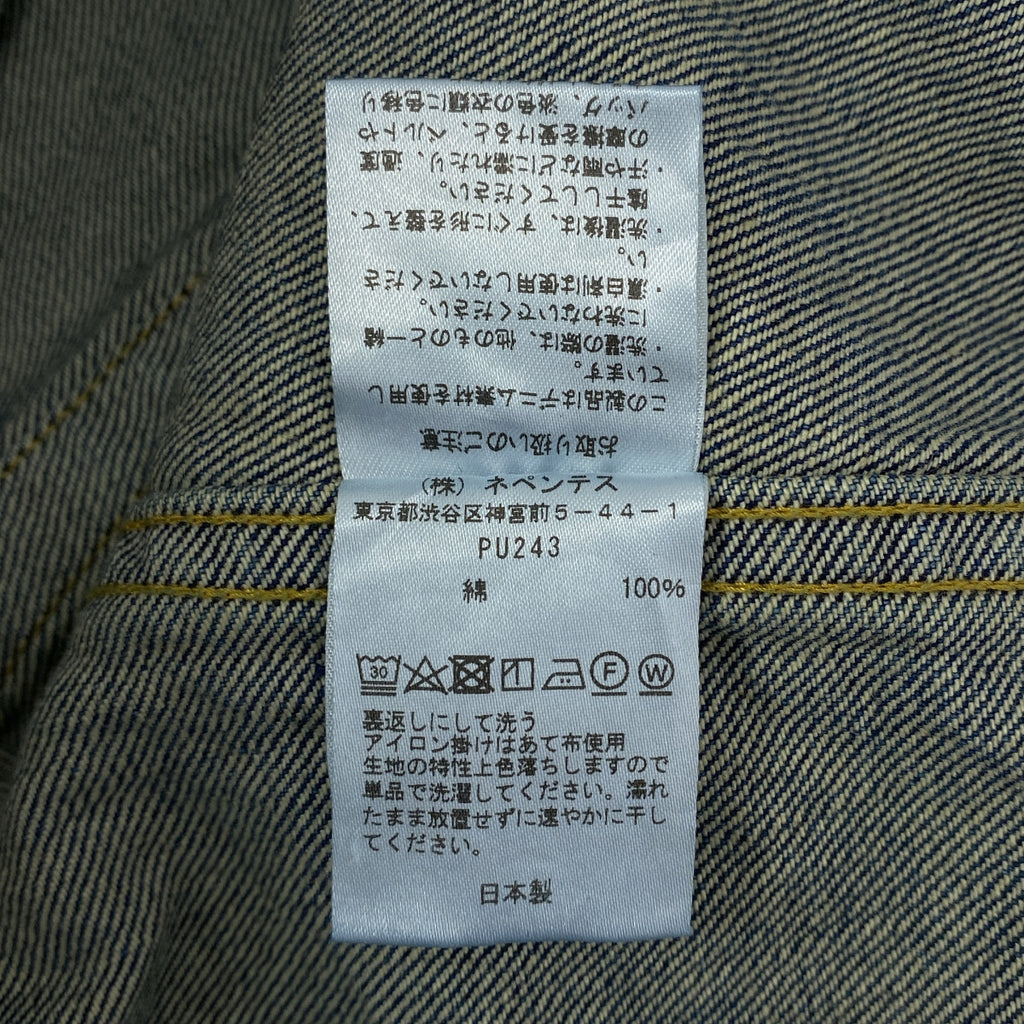 お取り扱いのご注意
この製品はデニム素材を使用し
ています。
・洗濯の際は、他のものと一緒
に洗わないでください。
・漂白剤は使用しないでくださ
い。
・洗濯後は、すぐに形を整えて、
陰干ししてください。
・汗や雨などに濡れたり、過度
の摩擦を受けると、ベルトや
バッグ、淡色の衣類に色移り
(株) ネペンテス
東京都渋谷区神宮前5-44-1
PU243
綿 100%
30 F W
裏返しにして洗う
アイロン掛けはあて布使用
生地の特性上色落ちしますので
単品で洗濯してください。濡れ
たまま放置せずに速やかに干し
てください。
日本製